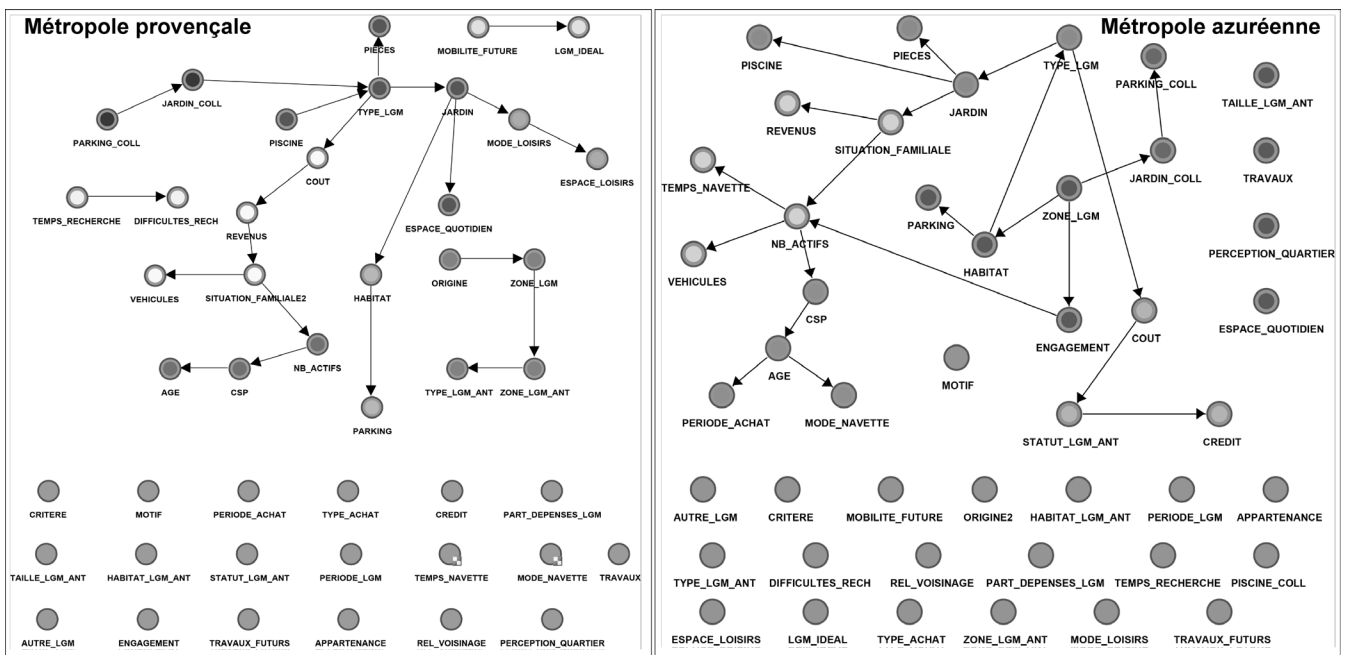 Métropole provençale
PIECES
MOBILITE_FUTURE
LGM_IDEAL
JARDIN_COLL
TYPE_LGM
JARDIN
PARKING_COLL
PISCINE
MODE_LOISIRS
COUT
ESPACE_LOISIRS
TEMPS_RECHERCHE
DIFFICULTES_RECH
REVENUS
ESPACE_QUOTIDIEN
VEHICULES
SITUATION_FAMILIALE2
HABITAT
ORIGINE
ZONE_LGM
NB_ACTIFS
AGE
CSP
TYPE_LGM_ANT
ZONE_LGM_ANT
PARKING
CRITERE
MOTIF
PERIODE_ACHAT
TYPE_ACHAT
CREDIT
PART_DEPENSES_LGM
TAILLE_LGM_ANT
HABITAT_LGM_ANT
STATUT_LGM_ANT
PERIODE_LGM
TEMPS_NAVETTE
MODE_NAVETTE
TRAVAUX
AUTRE_LGM
ENGAGEMENT
TRAVAUX_FUTURS
APPARTENANCE
REL_VOISINAGE
PERCEPTION_QUARTIER
Métropole azuréenne
PISCINE
PIECES
TYPE_LGM
PARKING_COLL
TAILLE_LGM_ANT
JARDIN
REVENUS
SITUATION_FAMILIALE
TEMPS_NAVETTE
JARDIN_COLL
TRAVAUX
PARKING
ZONE_LGM
NB_ACTIFS
PERCEPTION_QUARTIER
VEHICULES
HABITAT
CSP
ENGAGEMENT
COUT
ESPACE_QUOTIDIEN
AGE
MOTIF
PERIODE_ACHAT
MODE_NAVETTE
STATUT_LGM_ANT
CREDIT
AUTRE_LGM
CRITERE
MOBILITE_FUTURE
ORIGINE2
HABITAT_LGM_ANT
PERIODE_LGM
APPARTENANCE
TYPE_LGM_ANT
DIFFICULTES_RECH
REL_VOISINAGE
PART_DEPENSES_LGM
TEMPS_RECHERCHE
PISCINE_COLL
ESPACE_LOISIRS
LGM_IDEAL
TYPE_ACHAT
ZONE_LGM_ANT
MODE_LOISIRS
TRAVAUX_FUTURS